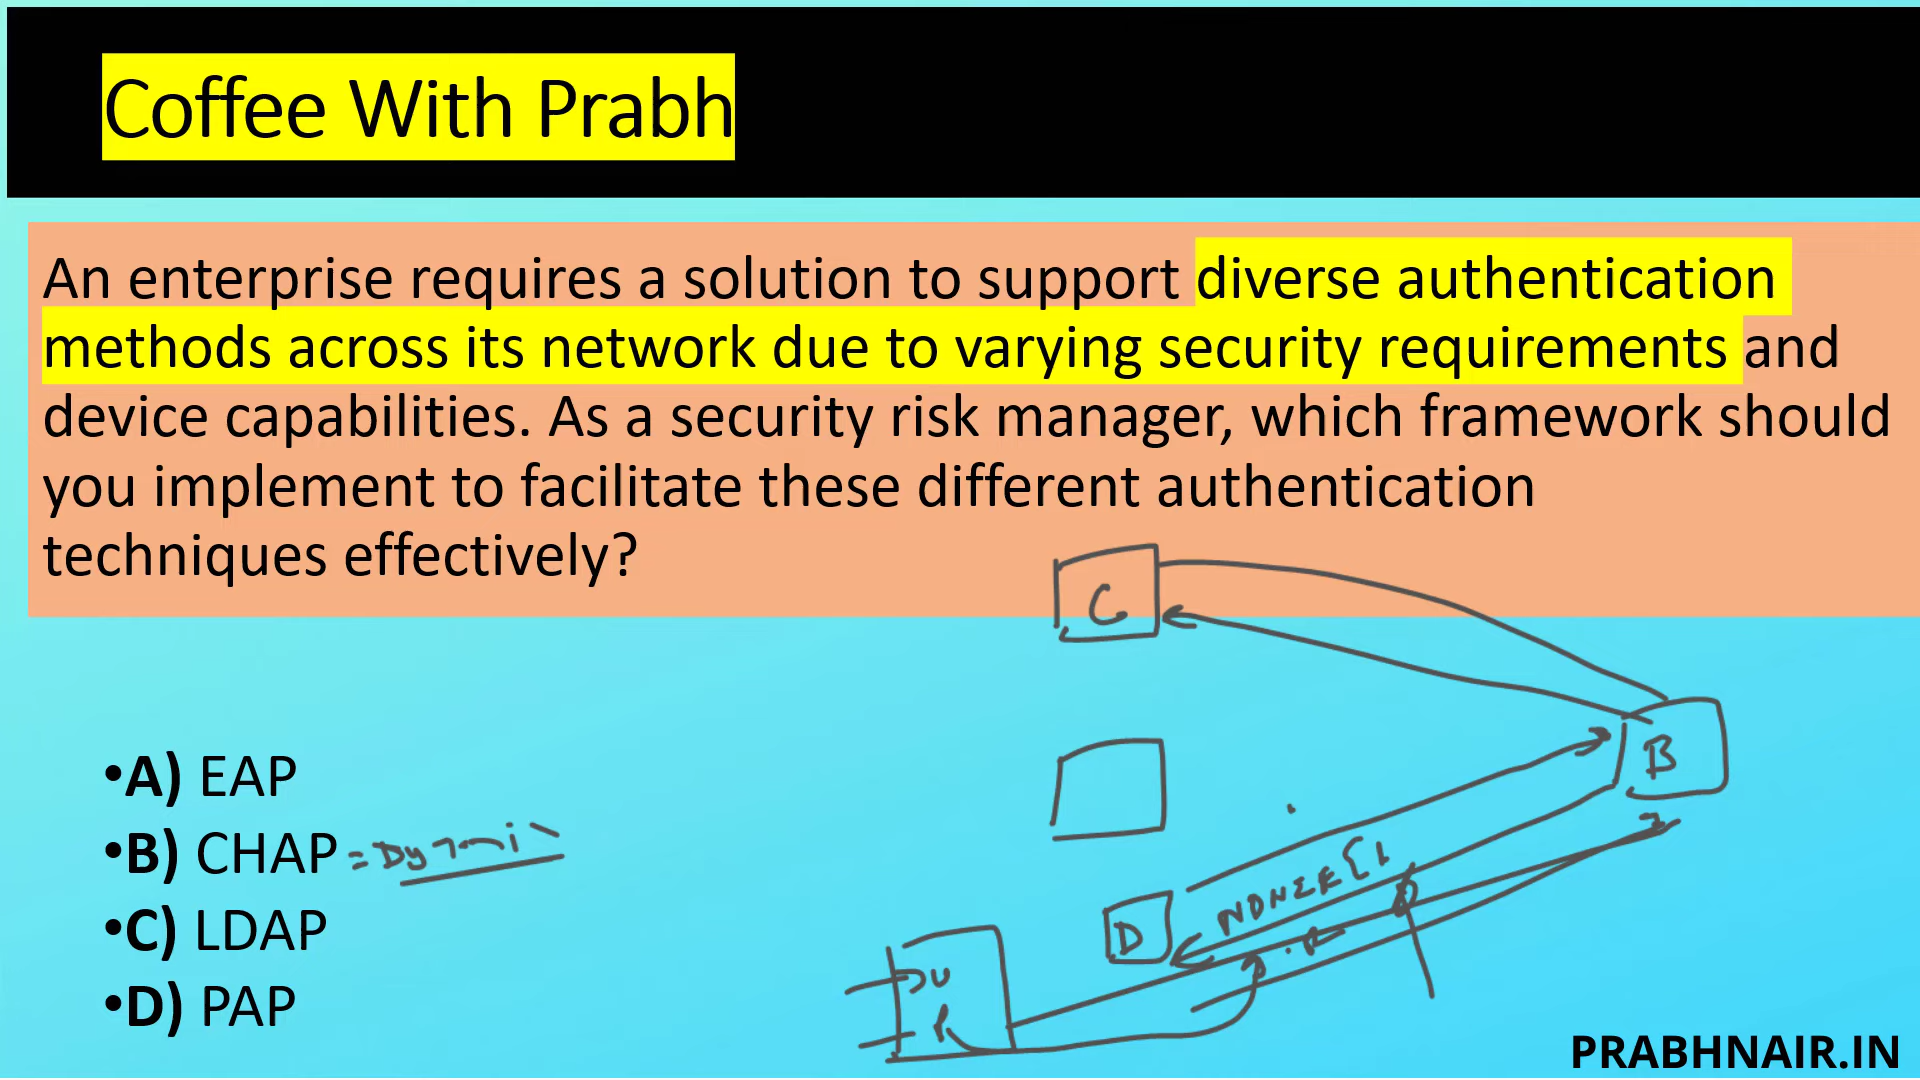 Coffee With Prabh
An enterprise requires a solution to support diverse authentication
methods across its network due to varying security requirements and
device capabilities. As a security risk manager, which framework should
you implement to facilitate these different authentication
techniques effectively?
C
B
•A) EAP
•B) CHAP =
•C) LDAP
D
•D) PAP
PRABHNAIR.IN